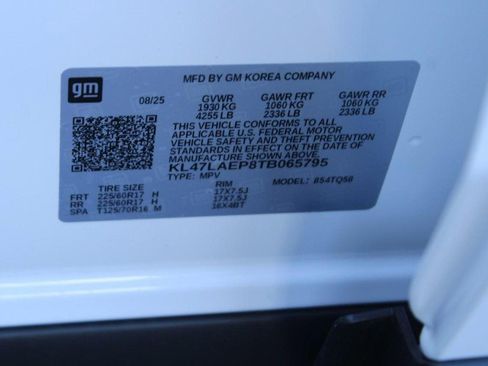 gm
MFD BY GM KOREA COMPANY
08/25 GVWR GAWR FRT GAWR RR
1930 KG 1060 KG 1060 KG
4255 LB 2336 LB 2336 LB
THIS VEHICLE CONFORMS TO ALL
APPLICABLE U.S. FEDERAL MOTOR
VEHICLE SAFETY AND THEFT PREVENTION
STANDARDS IN EFFECT ON THE DATE OF
MANUFACTURE SHOWN ABOVE.
KL47LAEP8TB065795
TYPE: MPV MODEL: 854TQ58
TIRE SIZE RIM
FRT 225/60R17 H 17X7.5J
RR 225/60R17 H 17X7.5J
SPA T125/70R16 M 16X4BT